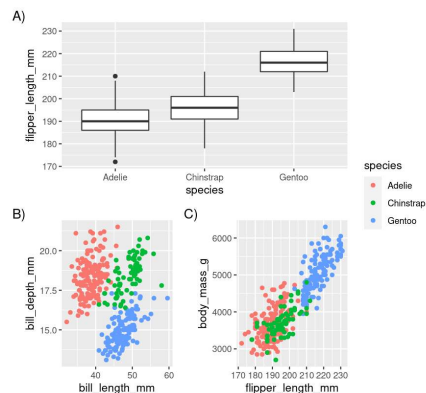 A)
230
220
210
200
190
180
170
flipper_length_mm
Adelie Chinstrap Gentoo
species
species
Adelie
Chinstrap
Gentoo
B)
20.0
17.5
15.0
bill_depth_mm
40 50 60
bill_length_mm
C)
6000
5000
4000
3000
body_mass_g
170 180 190 200 210 220 230
flipper_length_mm